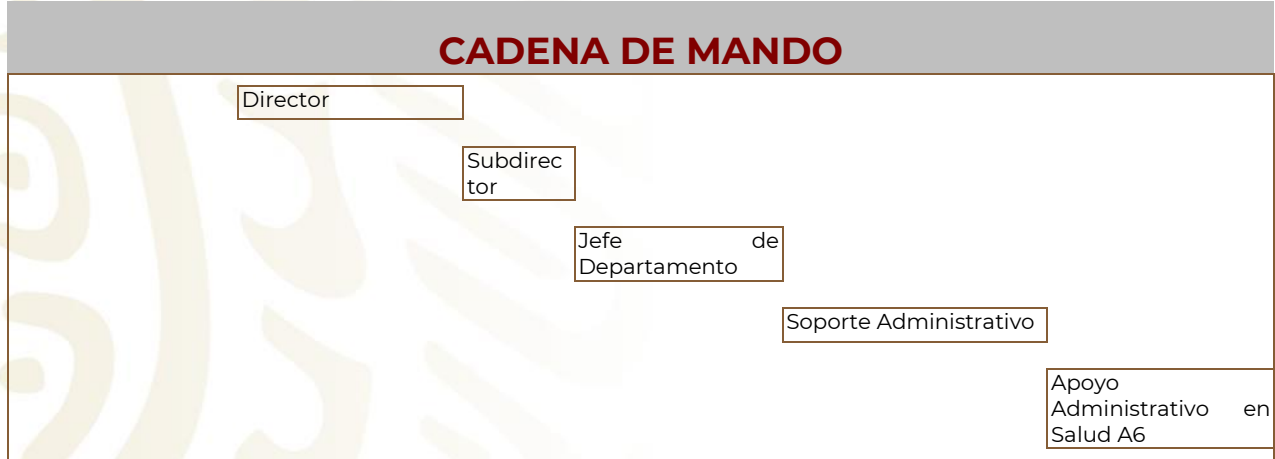 CADENA DE MANDO
Director
Subdirec
tor
Jefe de
Departamento
Soporte Administrativo
Apoyo
Administrativo en
Salud A6